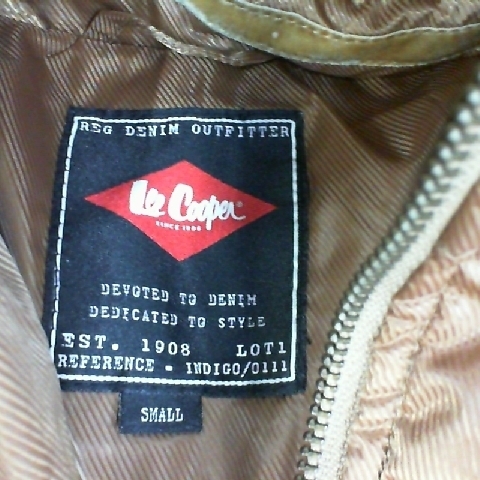 REG DENIM OUTFITTER
Lee Cooper®
SINCE 1908
DEVOTED TO DENIM
DEDICATED TO STYLE
EST. 1908 LOT1
REFERENCE - INDIGO/0111
SMALL